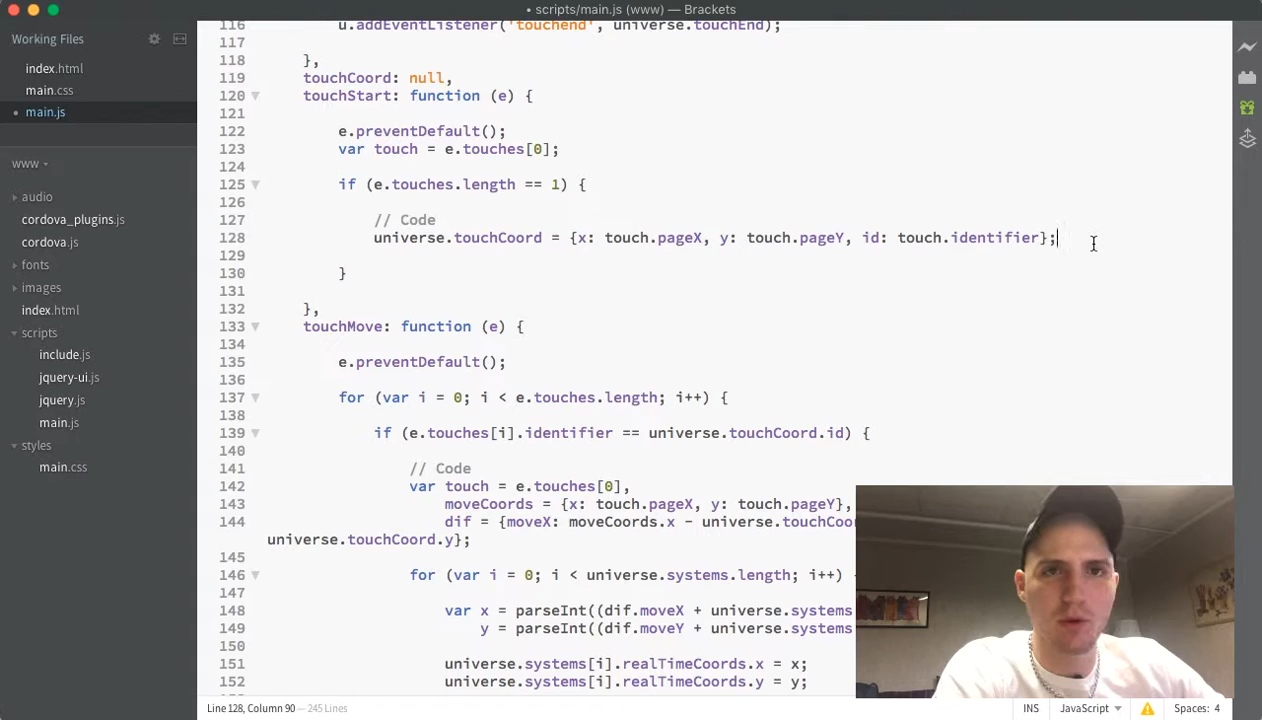 • scripts/main.js (www) — Brackets
Working Files
index.html
main.css
• main.js
www
audio
cordova_plugins.js
cordova.js
fonts
images
index.html
scripts
include.js
jquery-ui.js
jquery.js
main.js
styles
main.css
116 u.addEventListener('touchend', universe.touchEnd);
117
118 },
119 touchCoord: null,
120 touchStart: function (e) {
121
122 e.preventDefault();
123 var touch = e.touches[0];
124
125 if (e.touches.length == 1) {
126
127 // Code
128 universe.touchCoord = {x: touch.pageX, y: touch.pageY, id: touch.identifier};
129
130 }
131
132 },
133 touchMove: function (e) {
134
135 e.preventDefault();
136
137 for (var i = 0; i < e.touches.length; i++) {
138
139 if (e.touches[i].identifier == universe.touchCoord.id) {
140
141 // Code
142 var touch = e.touches[0],
143 moveCoords = {x: touch.pageX, y: touch.pageY},
144 dif = {moveX: moveCoords.x - universe.touchCoo
universe.touchCoord.y};
145
146 for (var i = 0; i < universe.systems.length; i++)
147
148 var x = parseInt((dif.moveX + universe.systems
149 y = parseInt((dif.moveY + universe.systems
150
151 universe.systems[i].realTimeCoords.x = x;
152 universe.systems[i].realTimeCoords.y = y;
Line 128, Column 90 — 245 Lines
INS JavaScript Spaces: 4